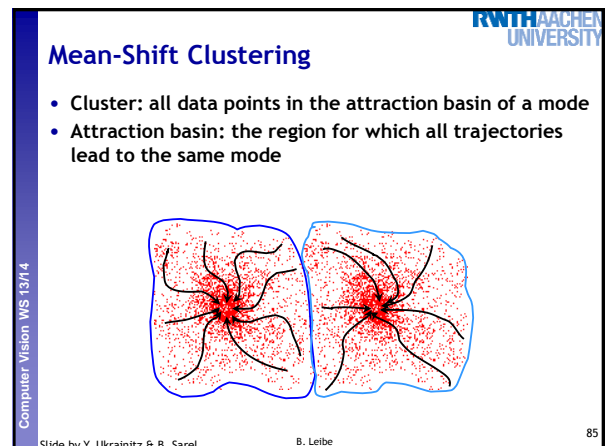 RWTHAACHEN
UNIVERSITY
Mean-Shift Clustering
• Cluster: all data points in the attraction basin of a mode
• Attraction basin: the region for which all trajectories
lead to the same mode
Computer Vision WS 13/14
Slide by Y. Ukrainitz & B. Sarel
B. Leibe
85